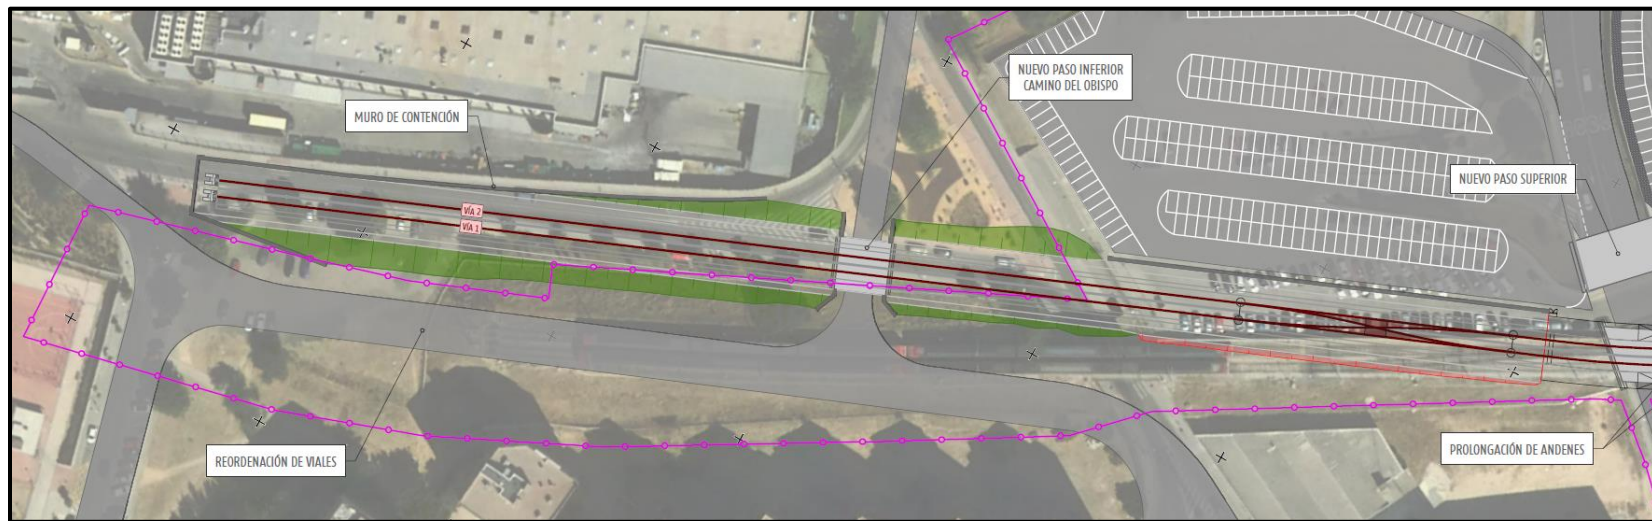 NUEVO PASO INFERIOR
CAMINO DEL OBISPO
MURO DE CONTENCIÓN
NUEVO PASO SUPERIOR
VÍA 2
VÍA 1
REORDENACIÓN DE VIALES
PROLONGACIÓN DE ANDENES